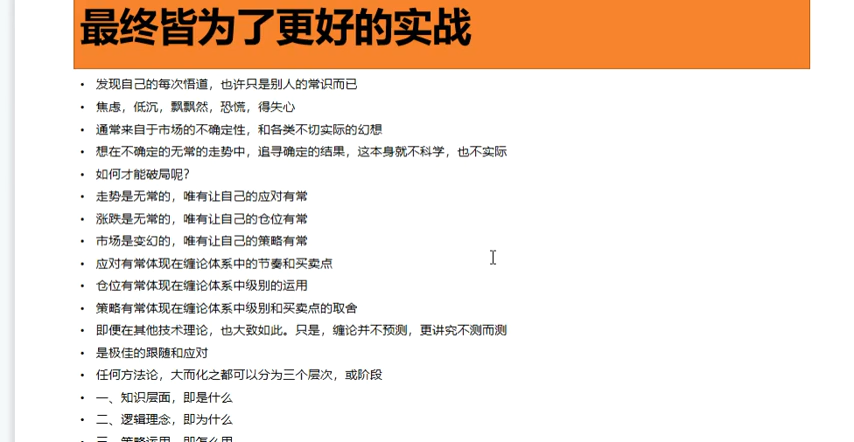 最终皆为了更好的实战
• 发现自己的每次悟道，也许只是别人的常识而已
• 焦虑，低沉，飘飘然，恐慌，得失心
• 通常来自于市场的不确定性，和各类不切实际的幻想
• 想在不确定的无常的走势中，追寻确定的结果，这本身就不科学，也不实际
• 如何才能破局呢？
• 走势是无常的，唯有让自己的应对有常
• 涨跌是无常的，唯有让自己的仓位有常
• 市场是变幻的，唯有让自己的策略有常
• 应对有常体现在缠论体系中的节奏和买卖点
• 仓位有常体现在缠论体系中级别的运用
• 策略有常体现在缠论体系中级别和买卖点的取舍
• 即便在其他技术理论，也大致如此。只是，缠论并不预测，更讲究不测而测
• 是极佳的跟随和应对
• 任何方法论，大而化之都可以分为三个层次，或阶段
• 一、知识层面，即是什么
• 二、逻辑理念，即为什么
• 三、策略运用，即怎么用